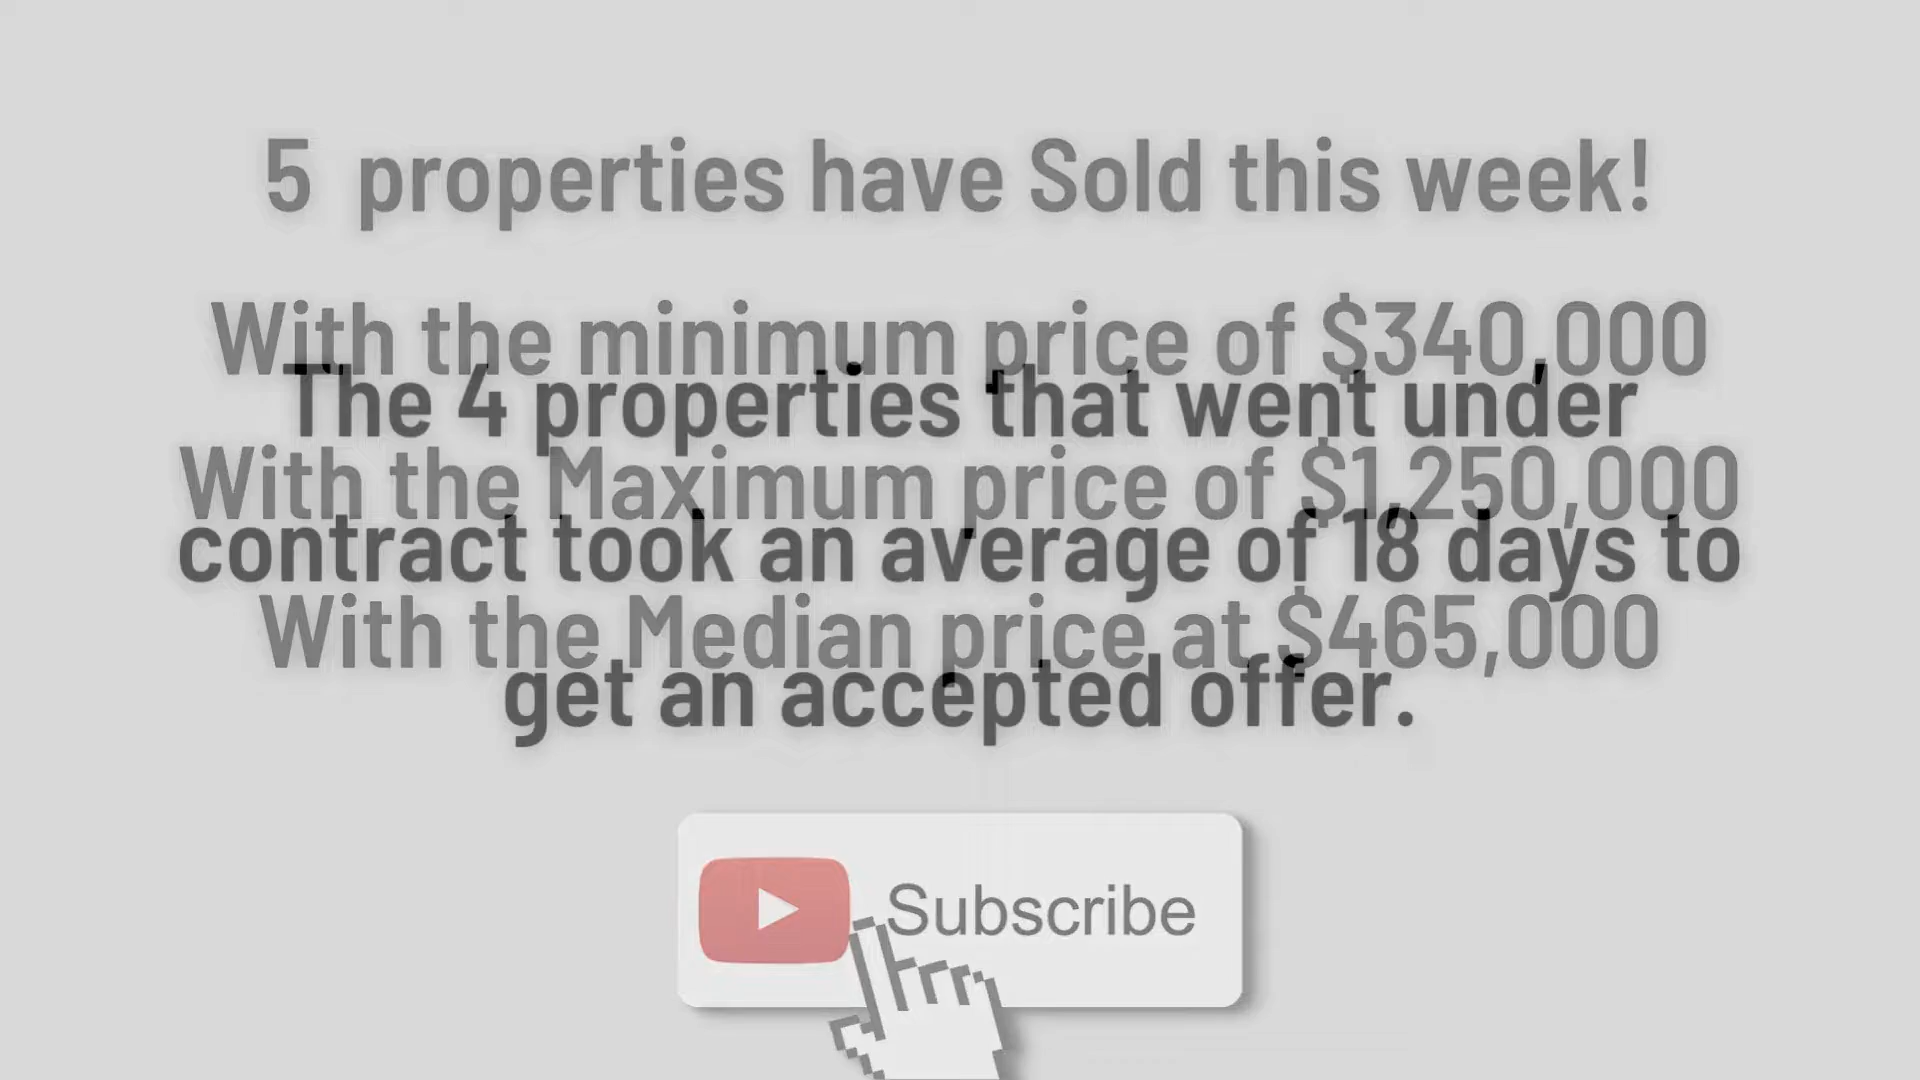 5 properties have Sold this week!
With the minimum price of $340,000
The 4 properties that went under
With the Maximum price of $1,250,000
contract took an average of 18 days to
With the Median price at $465,000
get an accepted offer.
Subscribe